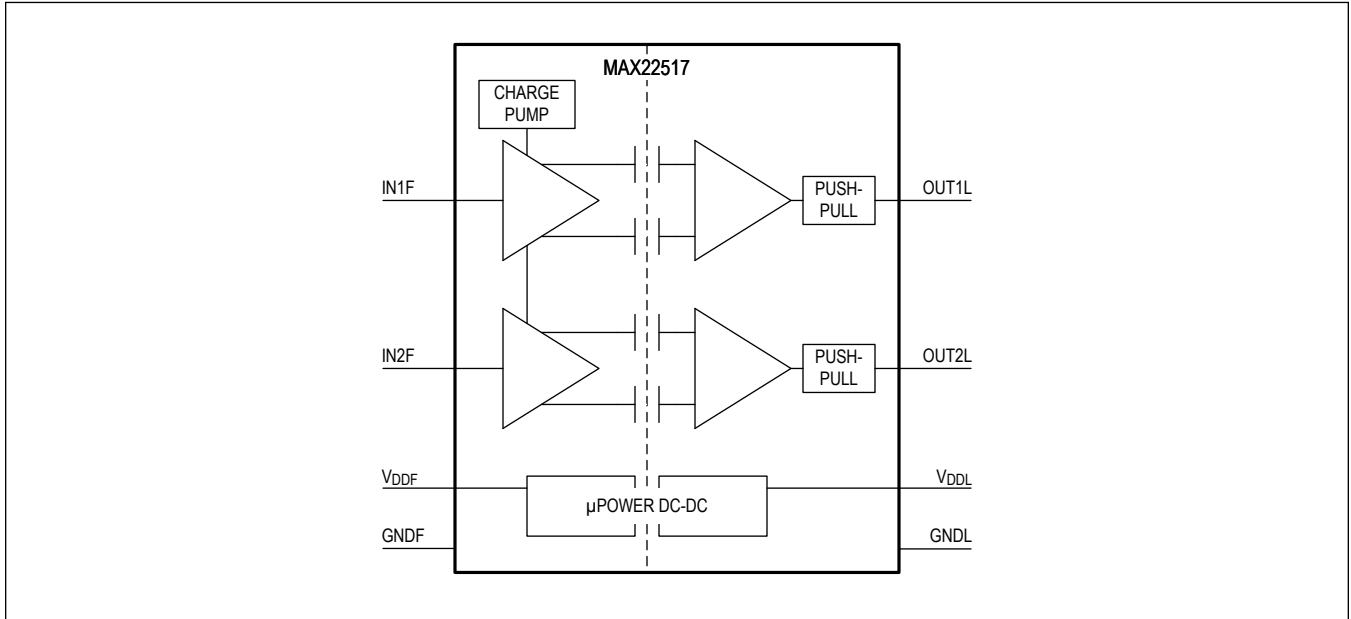 MAX22517
CHARGE
PUMP
IN1F
PUSH-
PULL
OUT1L
IN2F
PUSH-
PULL
OUT2L
VDDF
µPOWER DC-DC
VDDL
GNDF
GNDL